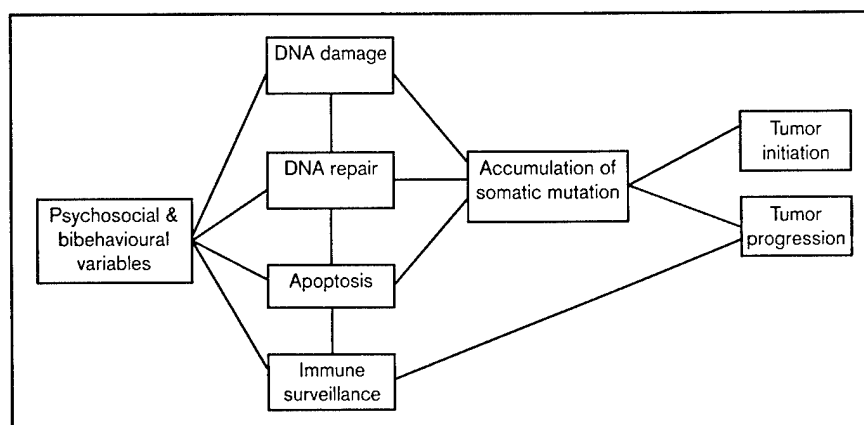 DNA damage
DNA repair
Psychosocial &
bibehavioural
variables
Apoptosis
Immune
surveillance
Accumulation of
somatic mutation
Tumor
initiation
Tumor
progression